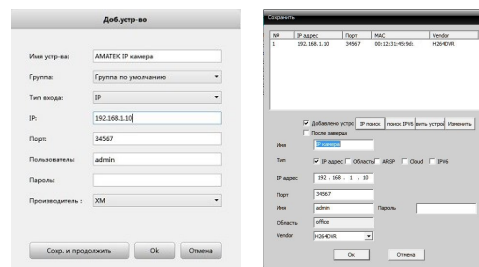 Доб.устр-во
Имя устр-ва: AMATEK IP камера
Группа: Группа по умолчанию
Тип входа: IP
IP: 192.168.1.10
Порт: 34567
Пользователь admin
Пароль:
Производитель : XM
Сохр. и продолжить Ok Отмена
Сохранить
№ IP адрес Порт MAC Vendor
1 192.168.1.10 34567 00:12:31:45:9d: H264DVR
Добавлено устрс IP поиск поиск IPV6 вить устрои Изменить
После заверш
Имя IP камера
Тип IP адрес Область ARSP Cloud IPV6
IP адрес 192 . 168 . 1 . 10
Порт 34567
Имя admin Пароль
Область office
Vendor H264DVR
Ок Отмена